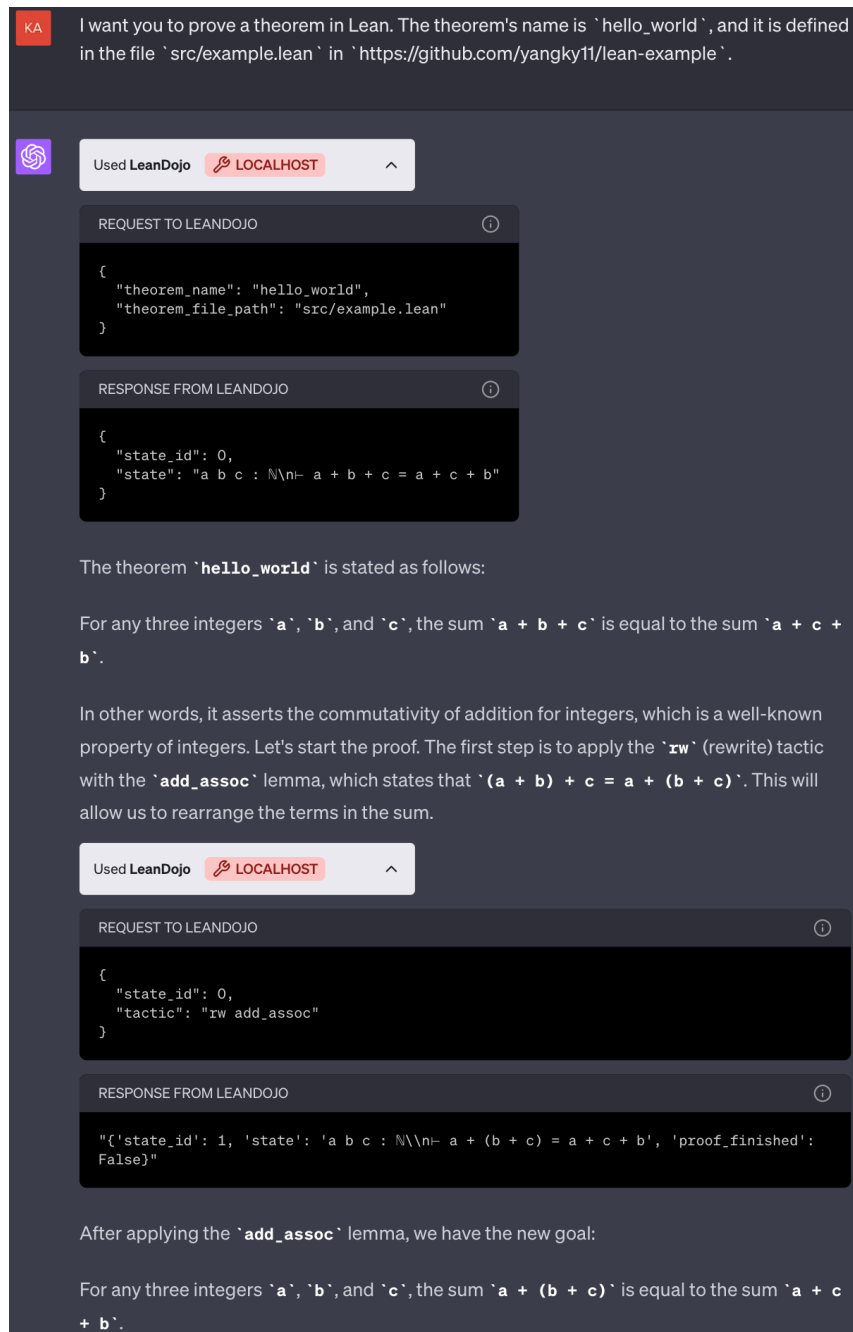 KA
I want you to prove a theorem in Lean. The theorem's name is `hello_world`, and it is defined
in the file `src/example.lean` in `https://github.com/yangky11/lean-example`.
Used LeanDojo LOCALHOST
REQUEST TO LEANDOJO
{
"theorem_name": "hello_world",
"theorem_file_path": "src/example.lean"
}
RESPONSE FROM LEANDOJO
{
"state_id": 0,
"state": "a b c : ℕ\n⊢ a + b + c = a + c + b"
}
The theorem `hello_world` is stated as follows:
For any three integers `a`, `b`, and `c`, the sum `a + b + c` is equal to the sum `a + c +
b`.
In other words, it asserts the commutativity of addition for integers, which is a well-known
property of integers. Let's start the proof. The first step is to apply the `rw` (rewrite) tactic
with the `add_assoc` lemma, which states that `(a + b) + c = a + (b + c)`. This will
allow us to rearrange the terms in the sum.
Used LeanDojo LOCALHOST
REQUEST TO LEANDOJO
{
"state_id": 0,
"tactic": "rw add_assoc"
}
RESPONSE FROM LEANDOJO
"{'state_id': 1, 'state': 'a b c : ℕ\\n⊢ a + (b + c) = a + c + b', 'proof_finished':
False}"
After applying the `add_assoc` lemma, we have the new goal:
For any three integers `a`, `b`, and `c`, the sum `a + (b + c)` is equal to the sum `a + c
+ b`.